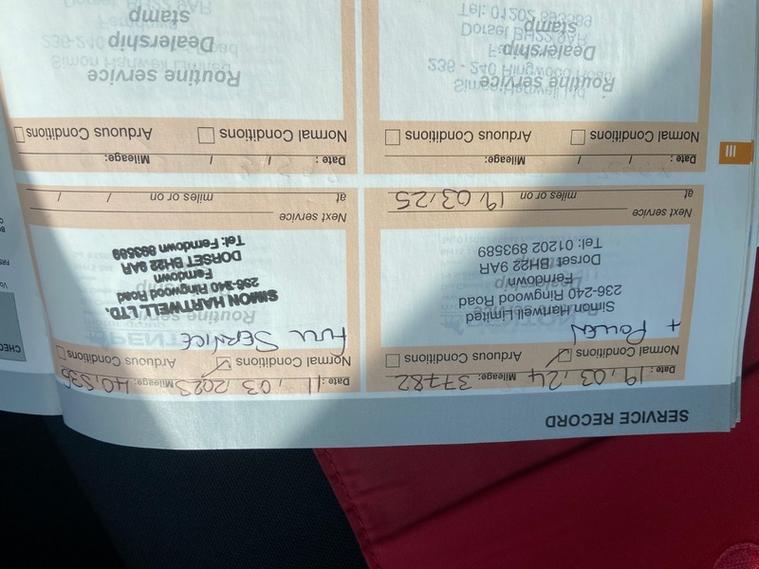 SERVICE RECORD
Date : 19 / 03 / 24 Mileage: 37782
Normal Conditions Arduous Conditions
+ Pollen
Simon Hartwell Limited
236-240 Ringwood Road
Ferndown
Dorset BH22 9AR
Tel: 01202 893589
Next service
at miles or on 19 / 03 / 25
Date : / / Mileage:
Normal Conditions Arduous Conditions
Routine service
Dealership
stamp
Date : 11 / 03 Mileage:
Normal Conditions Arduous Conditions
FULL SERVICE
SIMON HARTWELL LTD.
236-240 Ringwood Road
Ferndown
DORSET BH22 9AR
Tel: Ferndown 893589
Next service
at miles or on / /
Date : / / Mileage:
Normal Conditions Arduous Conditions
Routine service
Dealership
stamp